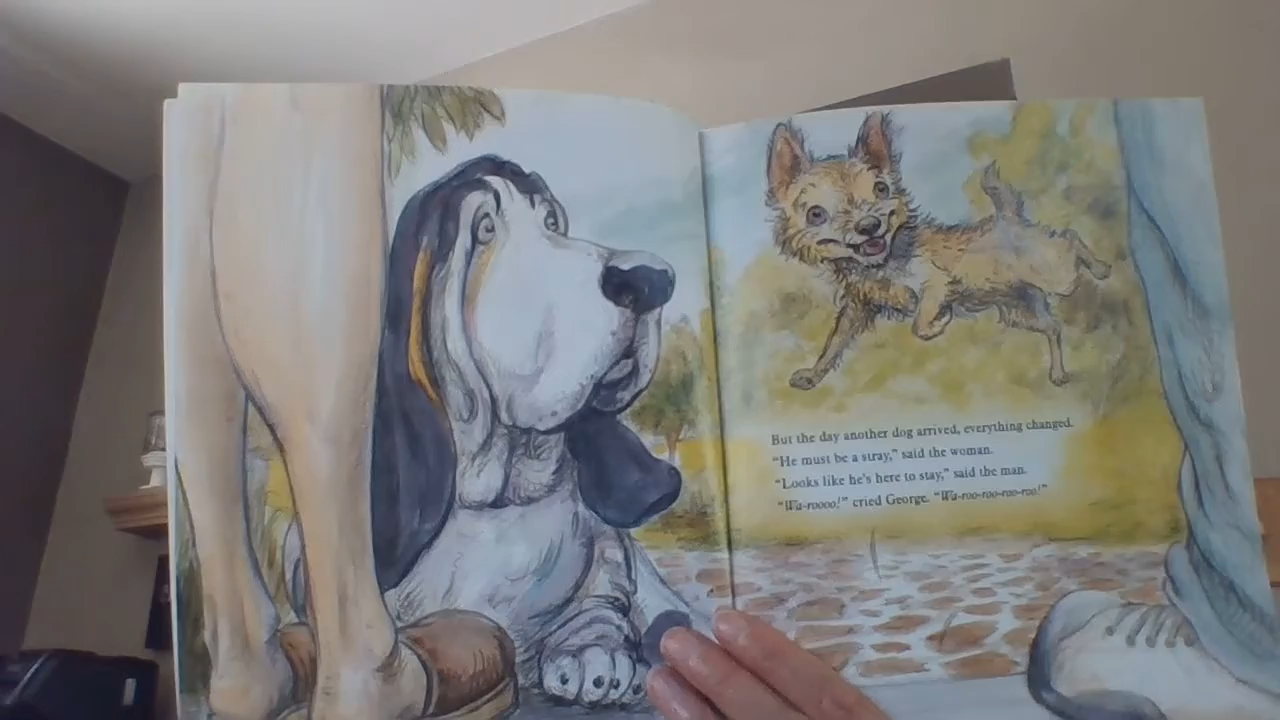 But the day another dog arrived, everything changed.
“He must be a stray,” said the woman.
“Looks like he’s here to stay,” said the man.
“Wa-roooo!” cried George. “Wa-roo-roo-roo-roo!”